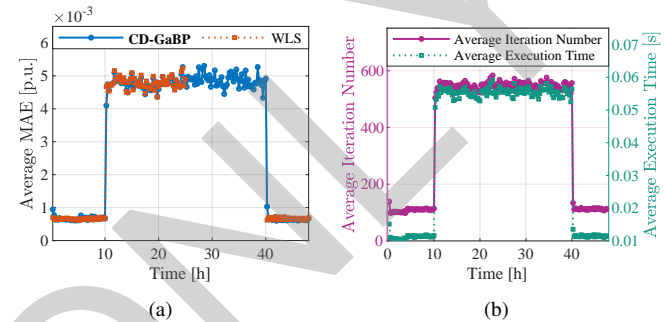 ×10⁻³
CD-GaBP WLS
6
5
4
3
2
1
0
0 10 20 30 40
Average MAE [p.u.]
Time [h]
(a)
Average Iteration Number
Average Execution Time
600
400
200
0
0.07
0.06
0.05
0.04
0.03
0.02
0.01
0 10 20 30 40
Average Iteration Number
Average Execution Time [s]
Time [h]
(b)